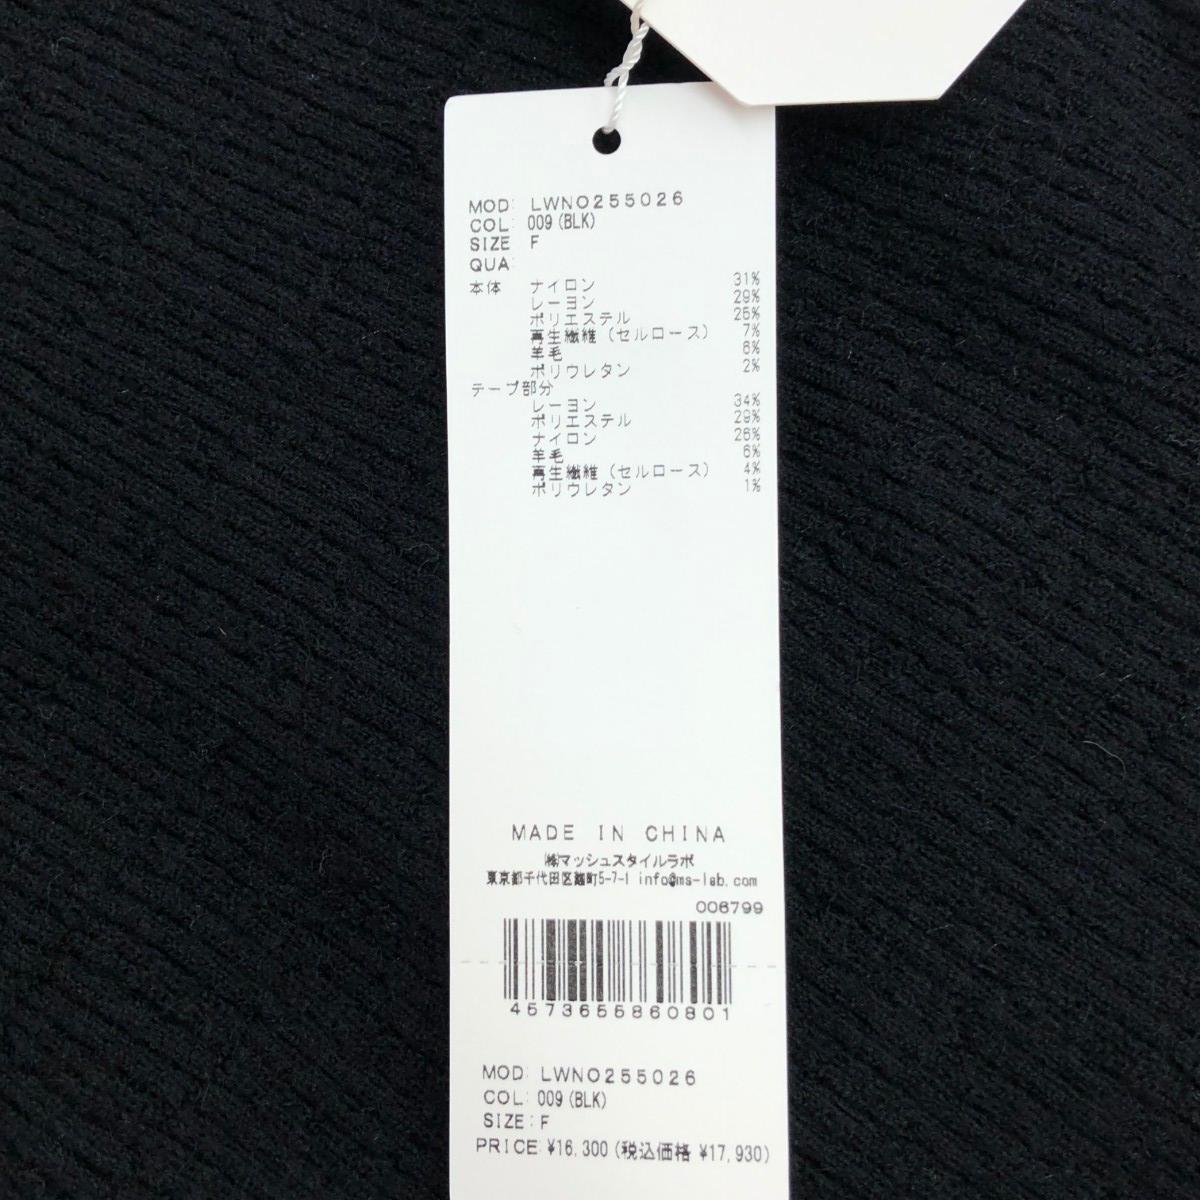 MOD: LWNO255026
COL: 009(BLK)
SIZE F
QUA:
本体 ナイロン 31%
レーヨン 29%
ポリエステル 25%
再生繊維(セルロース) 7%
羊毛 6%
ポリウレタン 2%
テープ部分
レーヨン 34%
ポリエステル 29%
ナイロン 26%
羊毛 6%
再生繊維(セルロース) 4%
ポリウレタン 1%
MADE IN CHINA
㈱マッシュスタイルラボ
東京都千代田区麹町5-7-1 info@ms-lab.com
006799
4573655860801
MOD: LWNO255026
COL: 009(BLK)
SIZE: F
PRICE: ¥16,300(税込価格 ¥17,930)